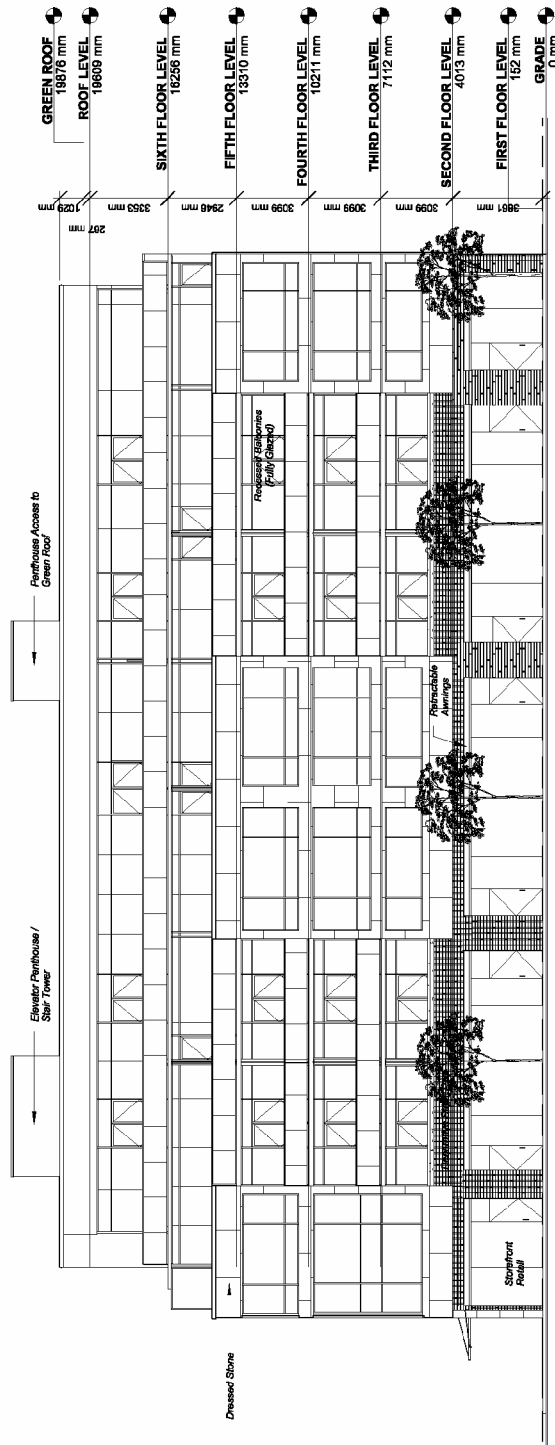 GREEN ROOF
19876 mm
ROOF LEVEL
19609 mm
SIXTH FLOOR LEVEL
16256 mm
FIFTH FLOOR LEVEL
13310 mm
FOURTH FLOOR LEVEL
10211 mm
THIRD FLOOR LEVEL
7112 mm
SECOND FLOOR LEVEL
4013 mm
FIRST FLOOR LEVEL
152 mm
GRADE
0 mm
1029 mm
267 mm
3353 mm
2946 mm
3099 mm
3099 mm
3099 mm
3861 mm
Penthouse Access to
Green Roof
Elevator Penthouse /
Stair Tower
Recessed Balconies
(Fully Glazed)
Retractable
Awnings
Dressed Stone
Storefront
Retail